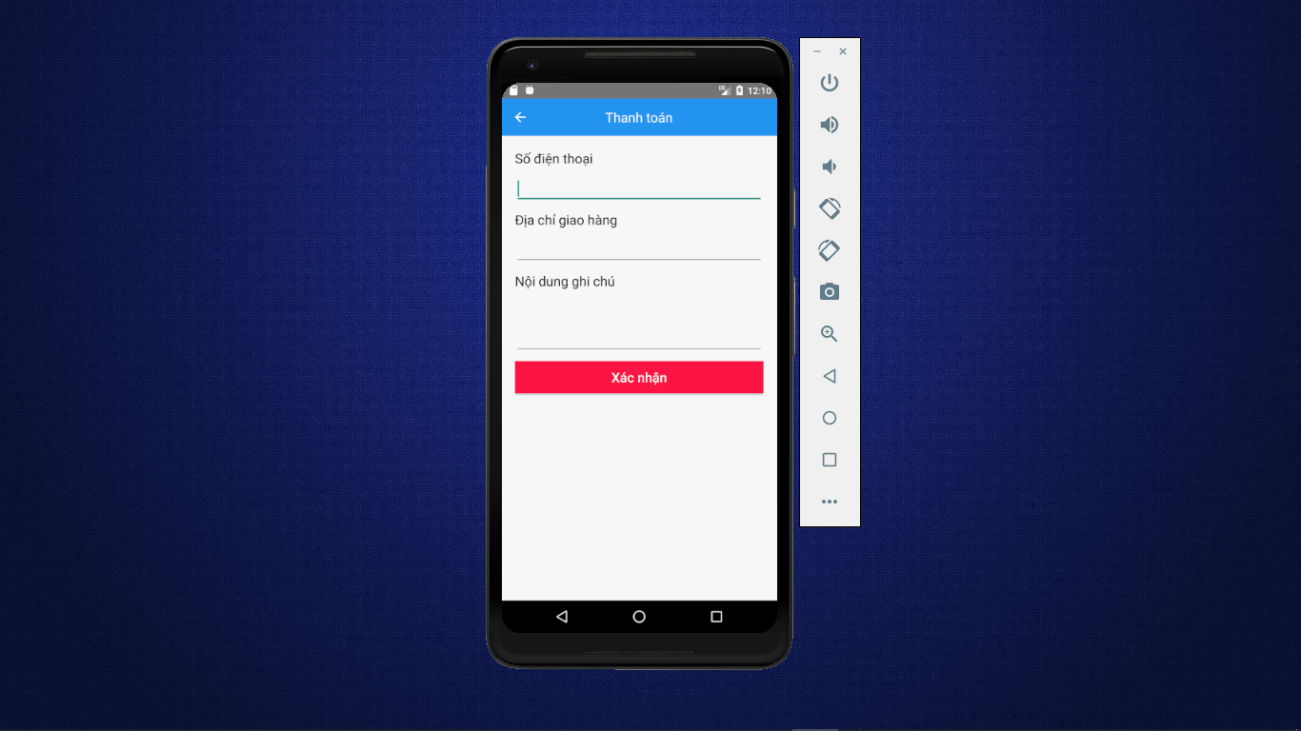 12:10
Thanh toán
Số điện thoại
Địa chỉ giao hàng
Nội dung ghi chú
Xác nhận